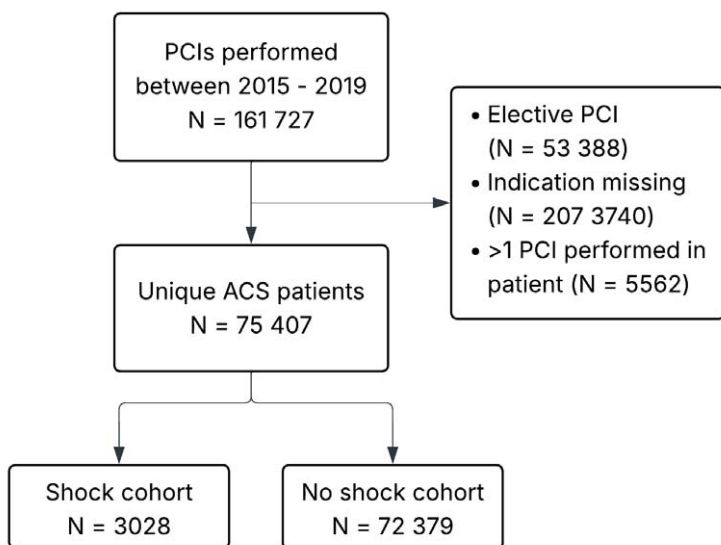 PCIs performed
between 2015 - 2019
N = 161 727
• Elective PCI
(N = 53 388)
• Indication missing
(N = 207 3740)
• >1 PCI performed in
patient (N = 5562)
Unique ACS patients
N = 75 407
Shock cohort
N = 3028
No shock cohort
N = 72 379